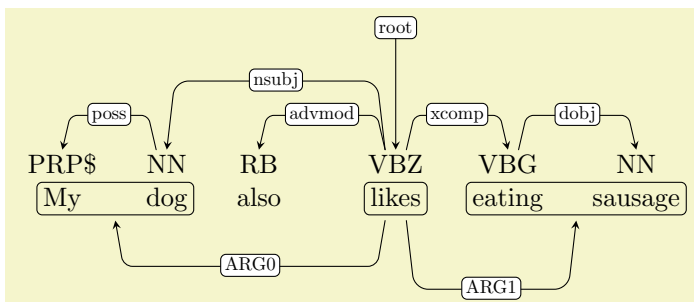 root
nsubj
poss advmod xcomp dobj
PRP$ NN RB VBZ VBG NN
My dog also likes eating sausage
ARG0
ARG1